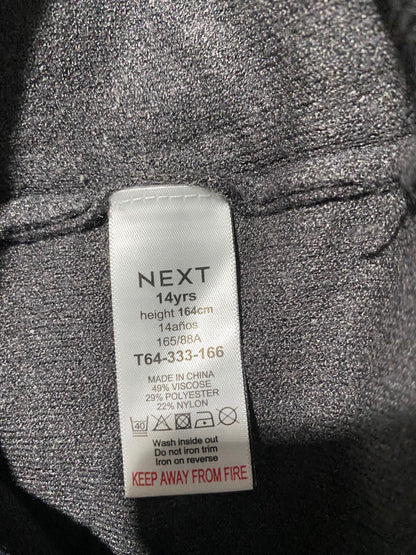 NEXT
14yrs
height 164cm
14años
165/88A
T64-333-166
MADE IN CHINA
49% VISCOSE
29% POLYESTER
22% NYLON
40
Wash inside out
Do not iron trim
Iron on reverse
KEEP AWAY FROM FIRE